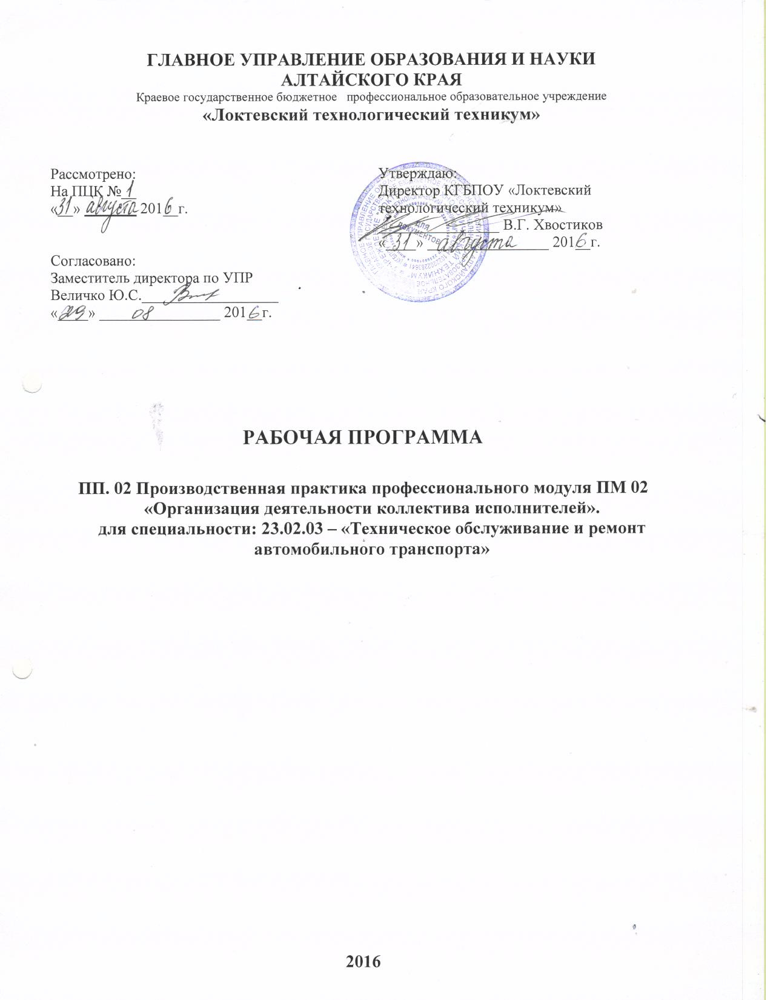 ГЛАВНОЕ УПРАВЛЕНИЕ ОБРАЗОВАНИЯ И НАУКИ
АЛТАЙСКОГО КРАЯ
Краевое государственное бюджетное профессиональное образовательное учреждение
«Локтевский технологический техникум»
Рассмотрено:
На ПЦК № 1
«31» августа 2016 г.
Согласовано:
Заместитель директора по УПР
Величко Ю.С.
«29» 08 2016 г.
Утверждаю:
Директор КГБПОУ «Локтевский
технологический техникум»
В.Г. Хвостиков
«31» августа 2016 г.
ДЛЯ
ДОКУМЕНТОВ
РАБОЧАЯ ПРОГРАММА
ПП. 02 Производственная практика профессионального модуля ПМ 02
«Организация деятельности коллектива исполнителей».
для специальности: 23.02.03 – «Техническое обслуживание и ремонт
автомобильного транспорта»
2016